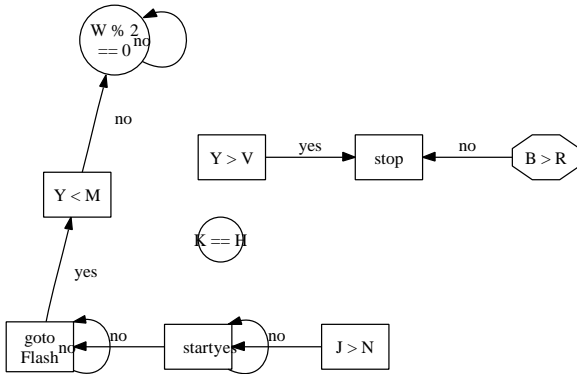 W % 2
== 0
no
no
Y > V
yes
stop
no
B > R
Y < M
K == H
yes
goto
Flash
no
no
start
yes
no
J > N